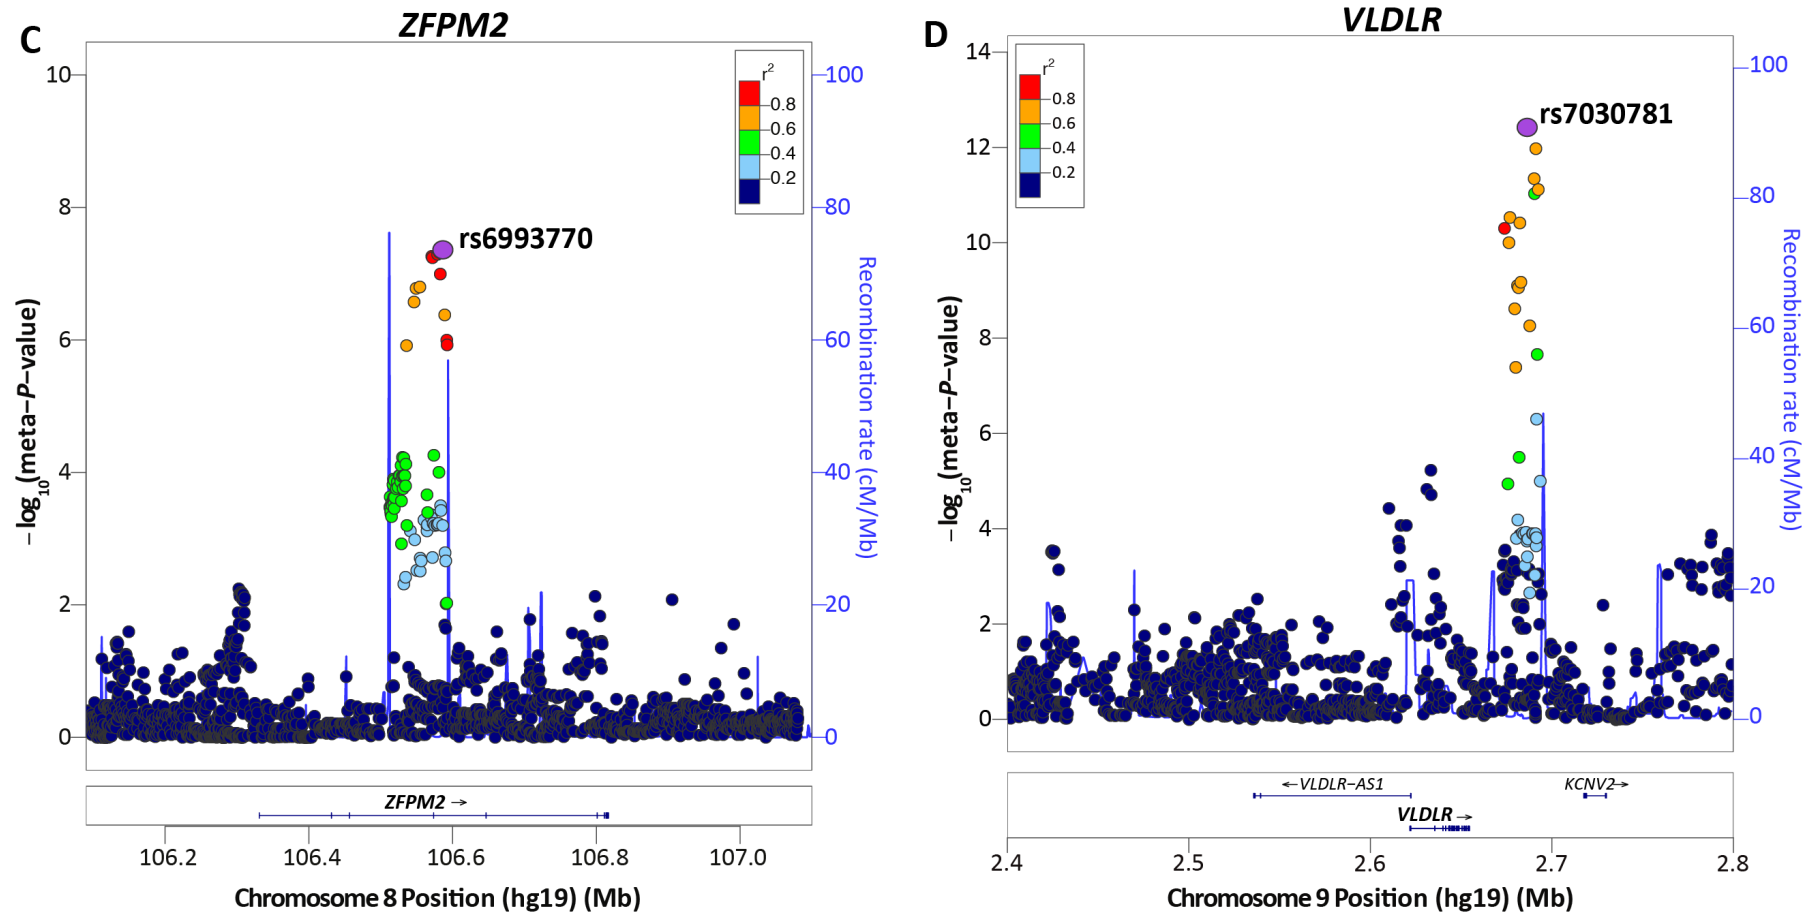 C
ZFPM2
10
8
6
4
2
0
−log10(meta−P−value)
r2
0.8
0.6
0.4
0.2
rs6993770
100
80
60
40
20
0
Recombination rate (cM/Mb)
ZFPM2 →
106.2 106.4 106.6 106.8 107.0
Chromosome 8 Position (hg19) (Mb)
D
VLDLR
14
12
10
8
6
4
2
0
−log10(meta−P−value)
r2
0.8
0.6
0.4
0.2
rs7030781
100
80
60
40
20
0
Recombination rate (cM/Mb)
←VLDLR−AS1
KCNV2→
VLDLR →
2.4 2.5 2.6 2.7 2.8
Chromosome 9 Position (hg19) (Mb)